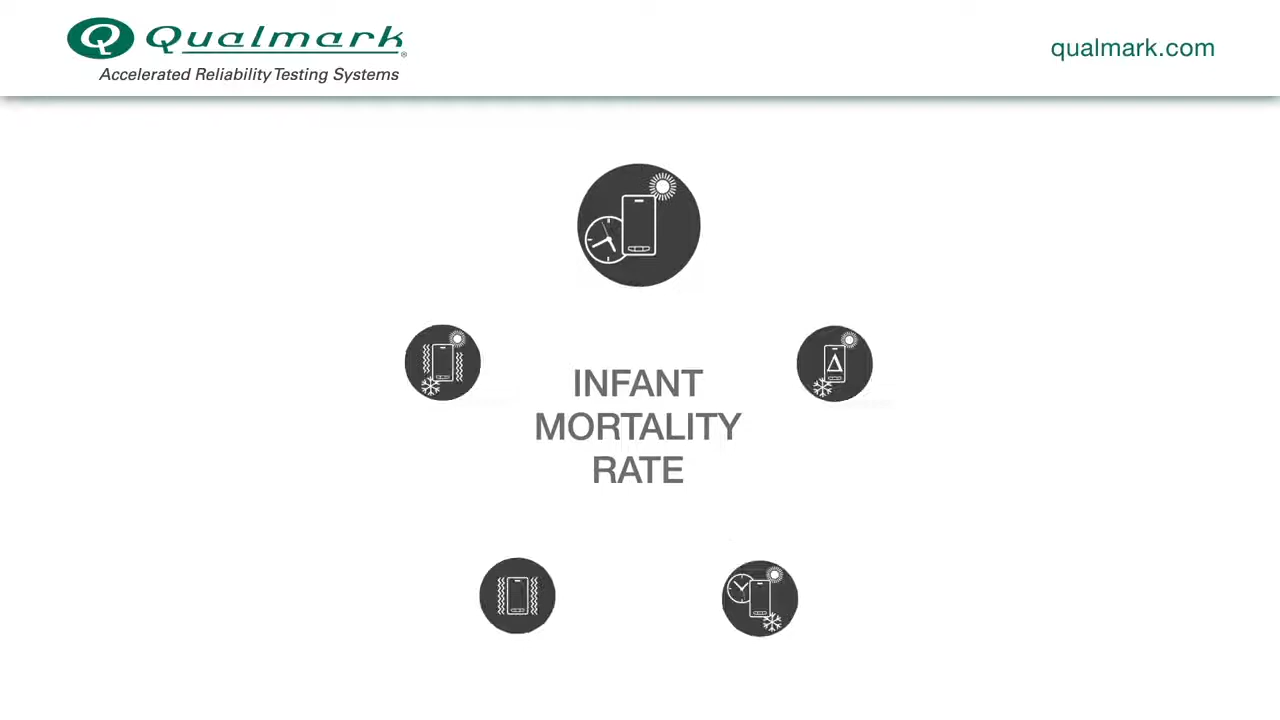 Qualmark®
Accelerated Reliability Testing Systems
qualmark.com
Δ
INFANT
MORTALITY
RATE